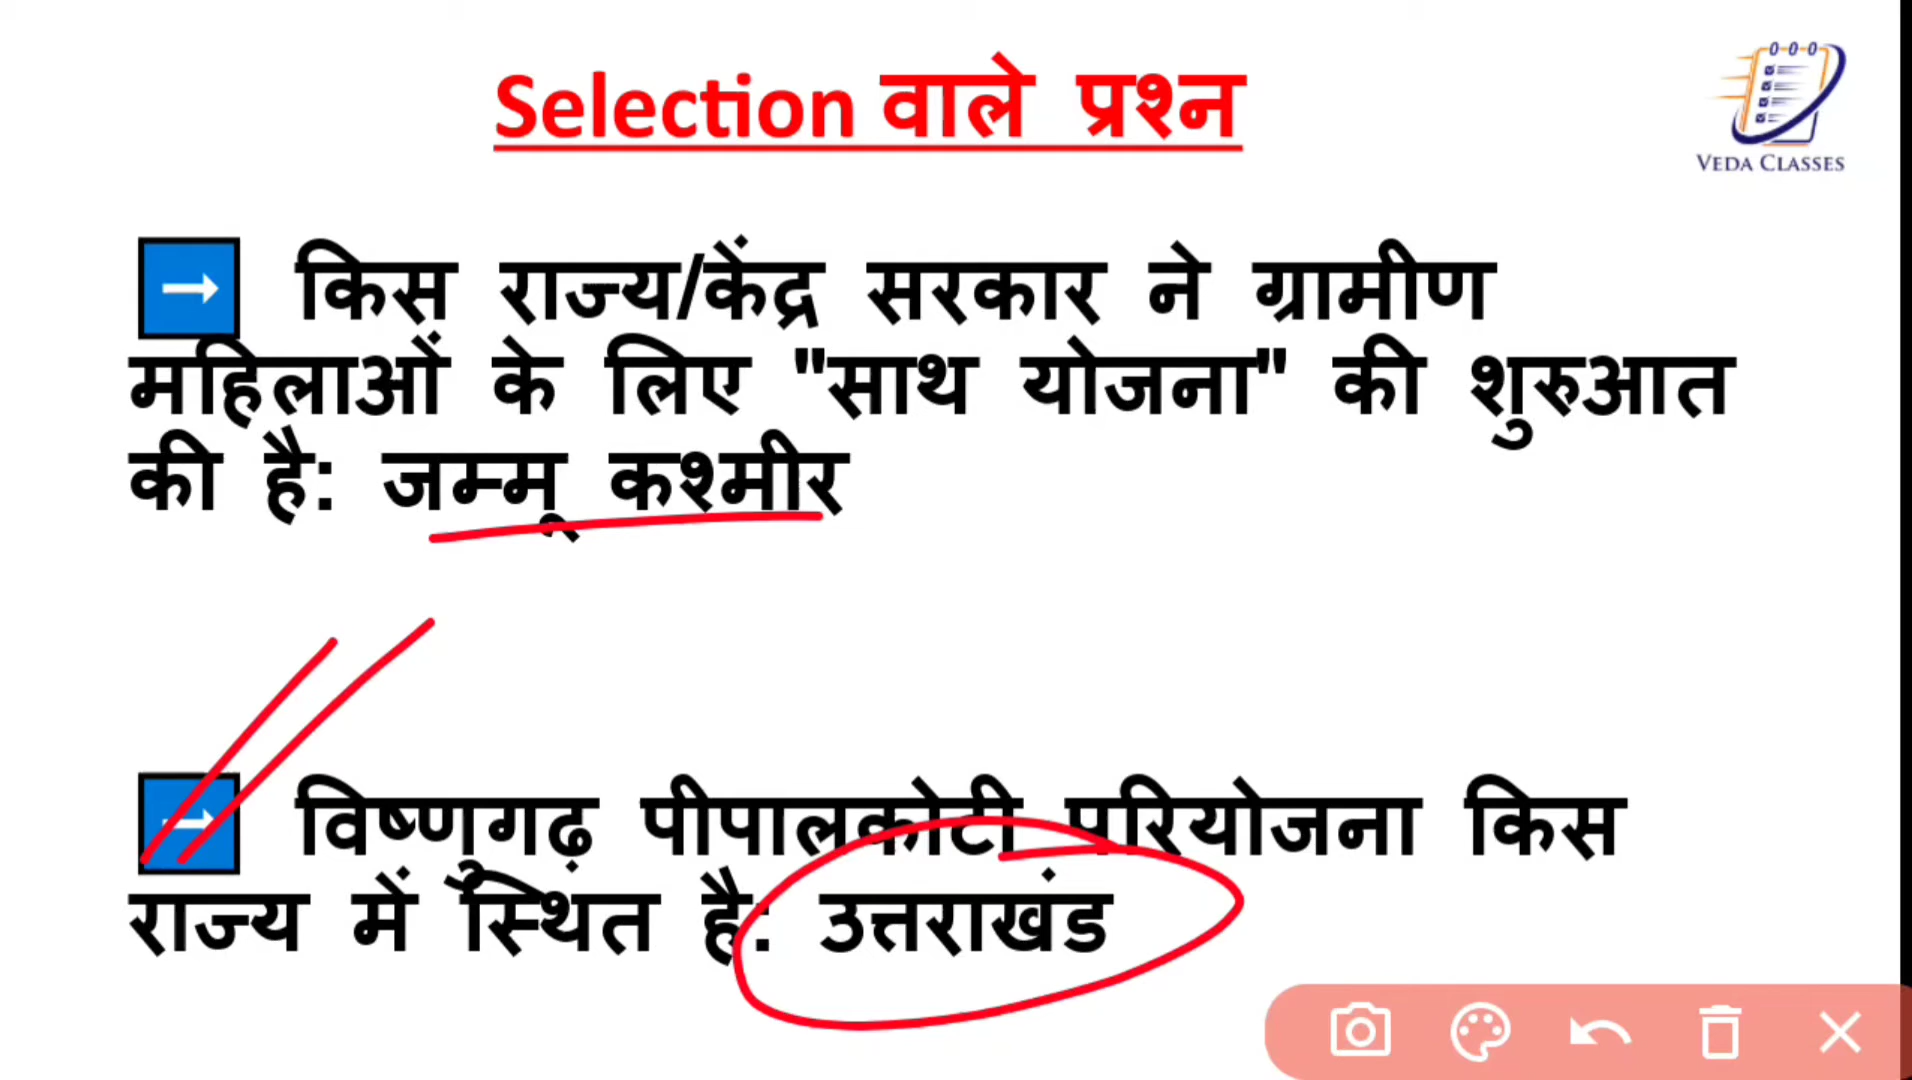 Selection वाले प्रश्न
VEDA CLASSES
किस राज्य/केंद्र सरकार ने ग्रामीण
महिलाओं के लिए "साथ योजना" की शुरुआत
की है: जम्मू कश्मीर
विष्णुगढ़ पीपालकोटी परियोजना किस
राज्य में स्थित है: उत्तराखंड